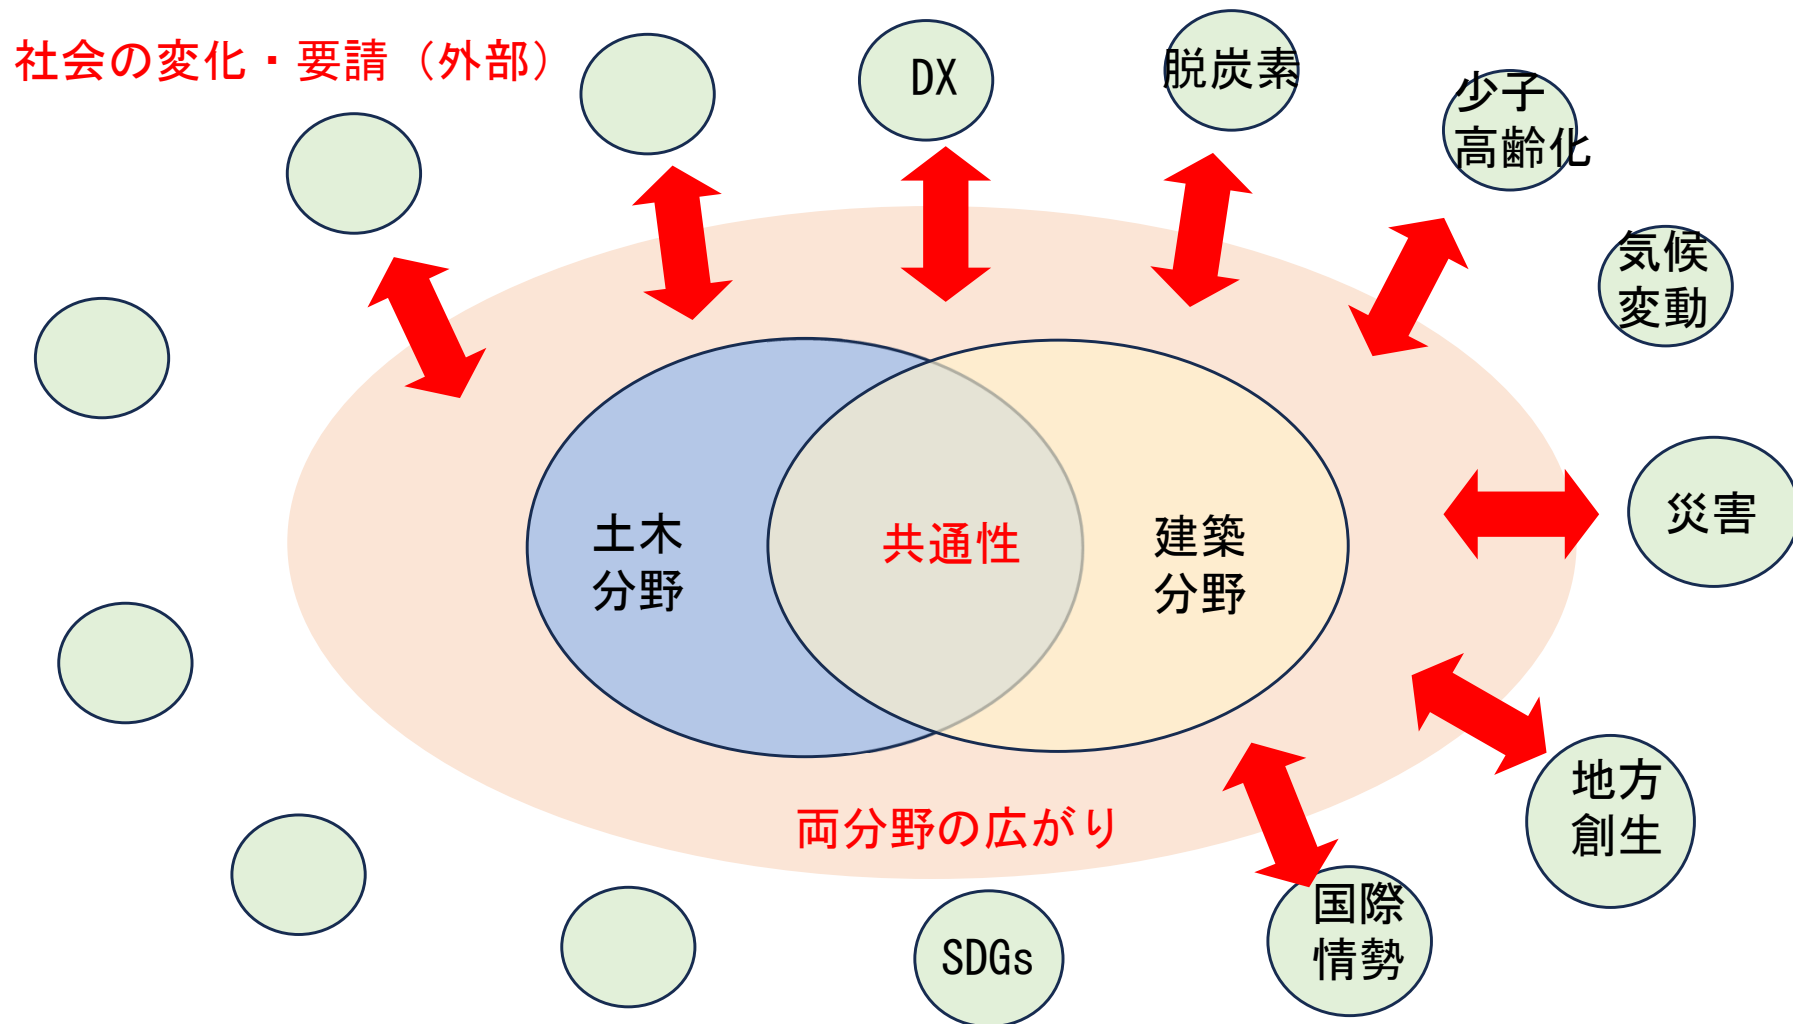 社会の変化・要請（外部）
DX
脱炭素
少子
高齢化
気候
変動
災害
土木
分野
共通性
建築
分野
地方
創生
両分野の広がり
国際
情勢
SDGs